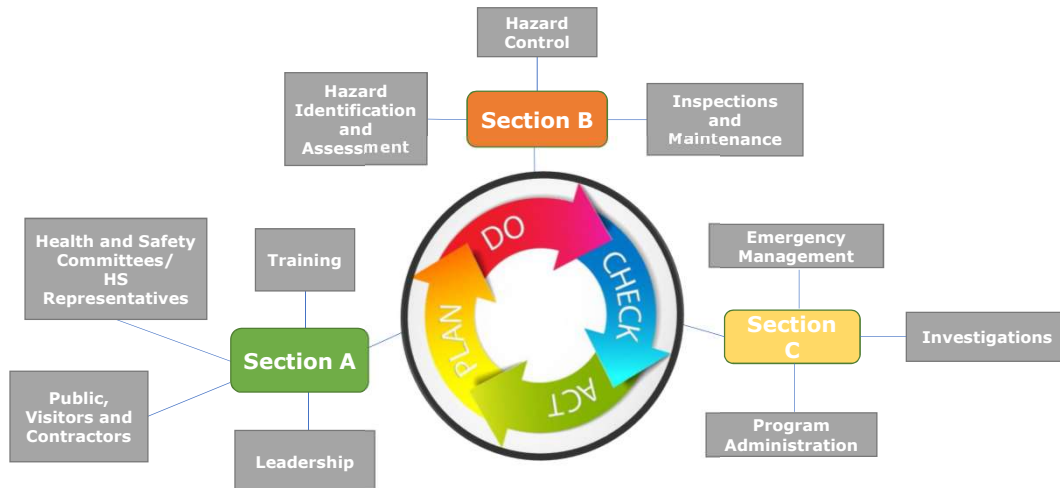 Hazard
Control
Hazard
Identification
and
Assessment
Section B
Inspections
and
Maintenance
DO
CHECK
PLAN
ACT
Health and Safety
Committees/
HS
Representatives
Training
Emergency
Management
Section A
Section
C
Investigations
Public,
Visitors and
Contractors
Leadership
Program
Administration